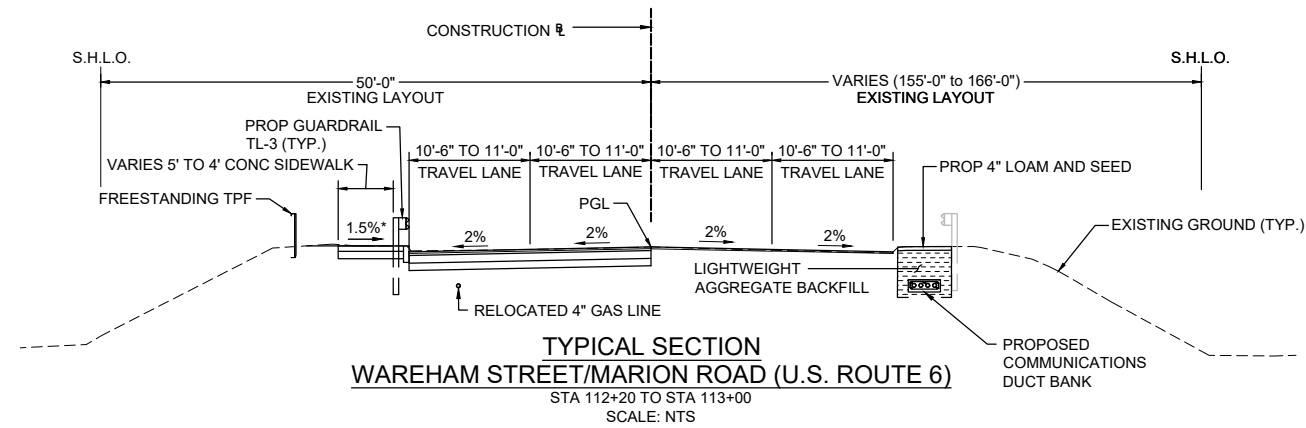 CONSTRUCTION ℄
S.H.L.O.
S.H.L.O.
50'-0"
EXISTING LAYOUT
VARIES (155'-0" to 166'-0")
EXISTING LAYOUT
PROP GUARDRAIL
TL-3 (TYP.)
VARIES 5' TO 4' CONC SIDEWALK
FREESTANDING TPF
10'-6" TO 11'-0"
TRAVEL LANE
10'-6" TO 11'-0"
TRAVEL LANE
10'-6" TO 11'-0"
TRAVEL LANE
10'-6" TO 11'-0"
TRAVEL LANE
PROP 4" LOAM AND SEED
PGL
EXISTING GROUND (TYP.)
1.5%*
2%
2%
2%
2%
LIGHTWEIGHT
AGGREGATE BACKFILL
RELOCATED 4" GAS LINE
PROPOSED
COMMUNICATIONS
DUCT BANK
TYPICAL SECTION
WAREHAM STREET/MARION ROAD (U.S. ROUTE 6)
STA 112+20 TO STA 113+00
SCALE: NTS